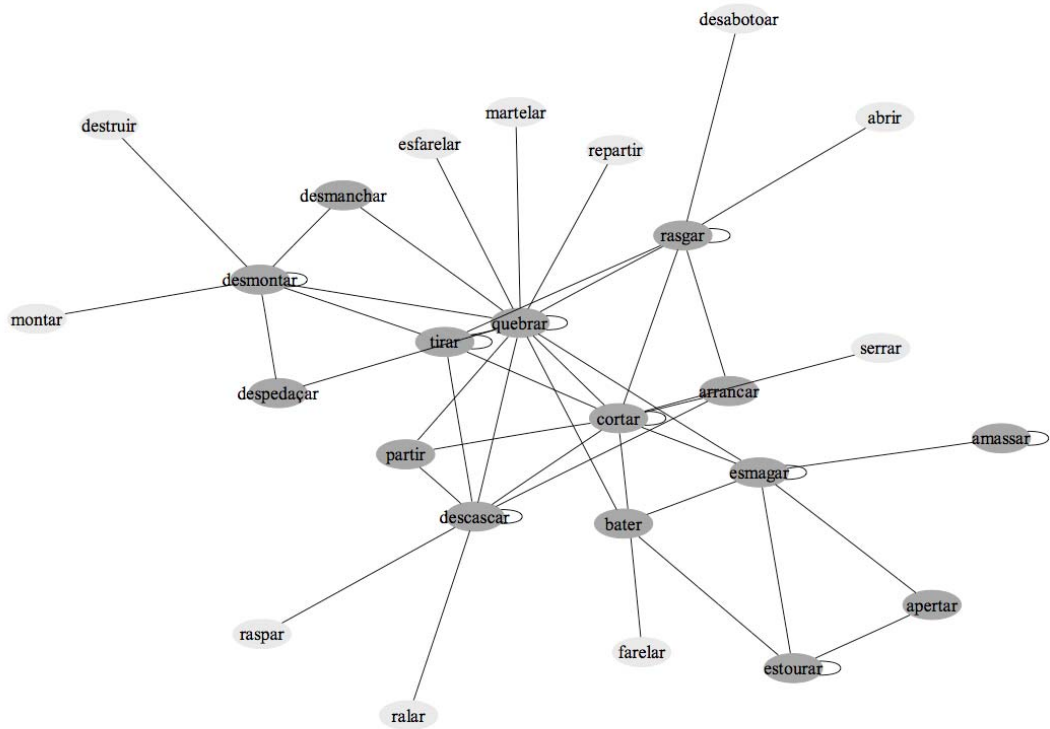 desabotoar
martelar
abrir
destruir
esfarelar
repartir
desmanchar
rasgar
desmontar
montar
quebrar
tirar
serrar
despedaçar
arrancar
cortar
amassar
partir
esmagar
descascar
bater
apertar
raspar
farelar
estourar
ralar